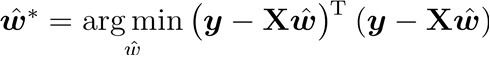 ŵ* = arg min_ŵ (y − Xŵ)ᵀ (y − Xŵ)